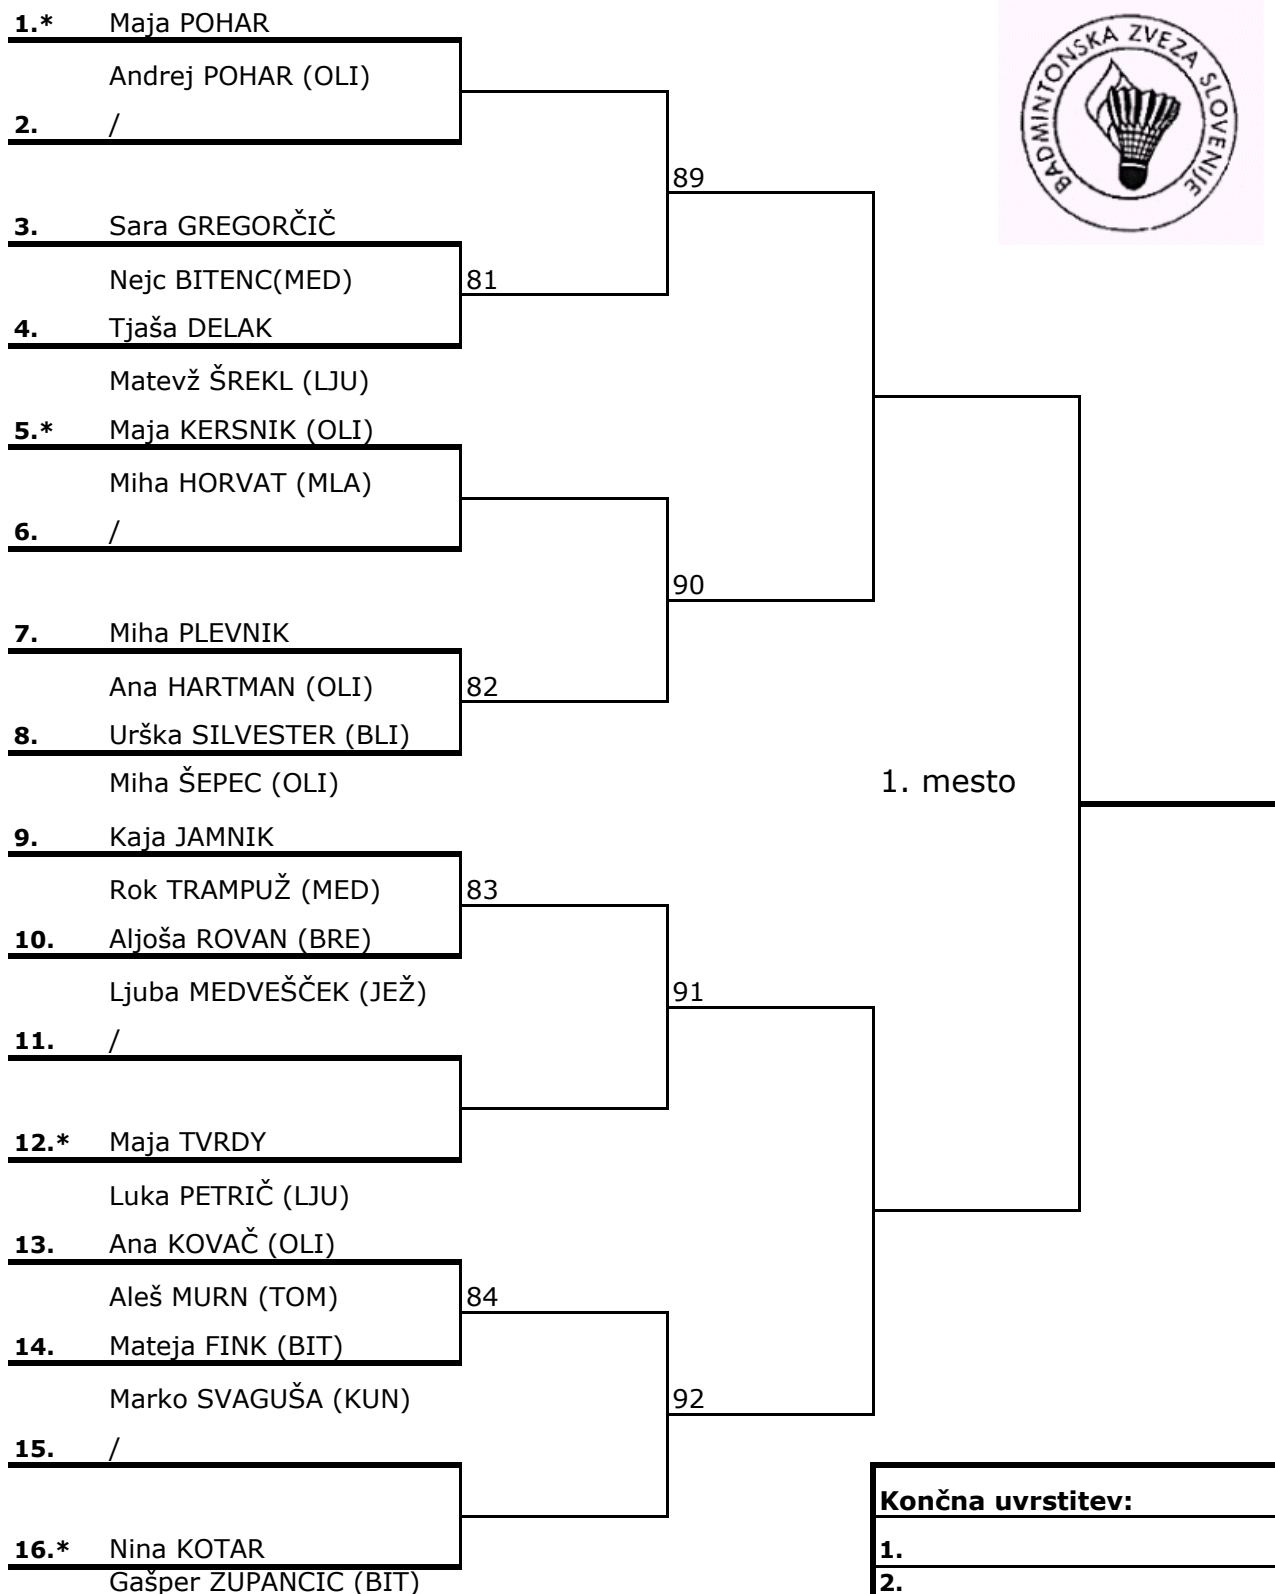 1.* Maja POHAR
Andrej POHAR (OLI)
2. /
89
3. Sara GREGORČIČ
Nejc BITENC(MED) 81
4. Tjaša DELAK
Matevž ŠREKL (LJU)
5.* Maja KERSNIK (OLI)
Miha HORVAT (MLA)
6. /
90
7. Miha PLEVNIK
Ana HARTMAN (OLI) 82
8. Urška SILVESTER (BLI)
Miha ŠEPEC (OLI) 1. mesto
9. Kaja JAMNIK
Rok TRAMPUŽ (MED) 83
10. Aljoša ROVAN (BRE)
Ljuba MEDVEŠČEK (JEŽ) 91
11. /
12.* Maja TVRDY
Luka PETRIČ (LJU)
13. Ana KOVAČ (OLI)
Aleš MURN (TOM) 84
14. Mateja FINK (BIT)
Marko SVAGUŠA (KUN) 92
15. /
Končna uvrstitev:
16.* Nina KOTAR 1.
Gašper ZUPANCIC (BIT) 2.
BADMINTONSKA ZVEZA SLOVENIJE